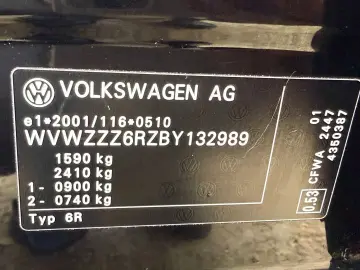 VOLKSWAGEN AG
e1*2001/116*0510
WVWZZZ6RZBY132989
1590 kg
2410 kg
1- 0900 kg
2- 0740 kg
Typ 6R
01
CFWA 2447
0.53 4350387